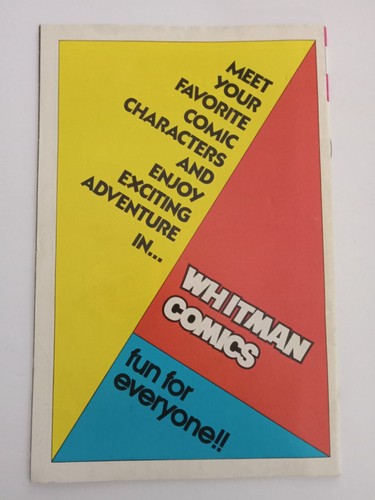 MEET
YOUR
FAVORITE
COMIC
CHARACTERS
AND
ENJOY
EXCITING
ADVENTURE
IN...
WHITMAN
COMICS
fun for
everyone!!